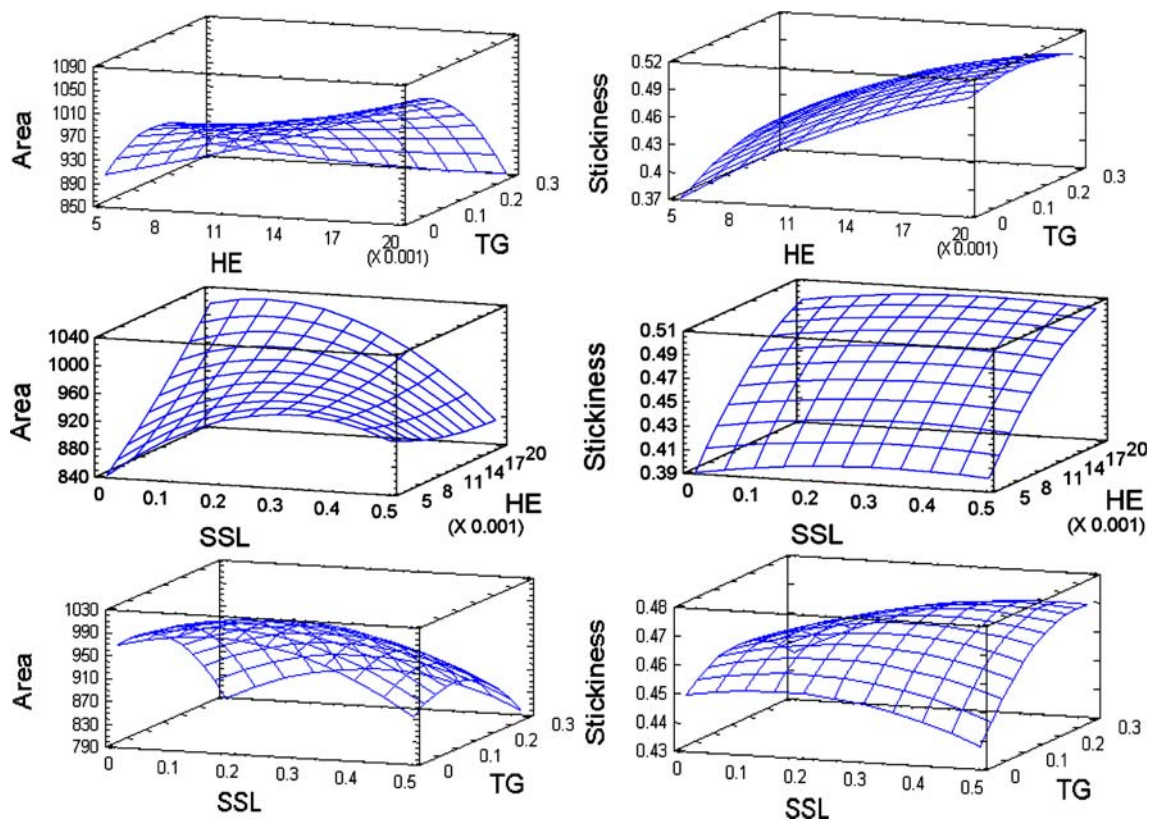 1090
1050
1010
970
930
890
850
Area
5 8 11 14 17 20
(X 0.001)
HE
0 0.1 0.2 0.3
TG
0.52
0.49
0.46
0.43
0.4
0.37
Stickiness
5 8 11 14 17 20
(X 0.001)
HE
0 0.1 0.2 0.3
TG
1040
1000
960
920
880
840
Area
0 0.1 0.2 0.3 0.4 0.5
SSL
5 8 11 14 17 20
HE
(X 0.001)
0.51
0.49
0.47
0.45
0.43
0.41
0.39
Stickiness
0 0.1 0.2 0.3 0.4 0.5
SSL
5 8 11 14 17 20
HE
(X 0.001)
1030
990
950
910
870
830
790
Area
0 0.1 0.2 0.3 0.4 0.5
SSL
0 0.1 0.2 0.3
TG
0.48
0.47
0.46
0.45
0.44
0.43
Stickiness
0 0.1 0.2 0.3 0.4 0.5
SSL
0 0.1 0.2 0.3
TG